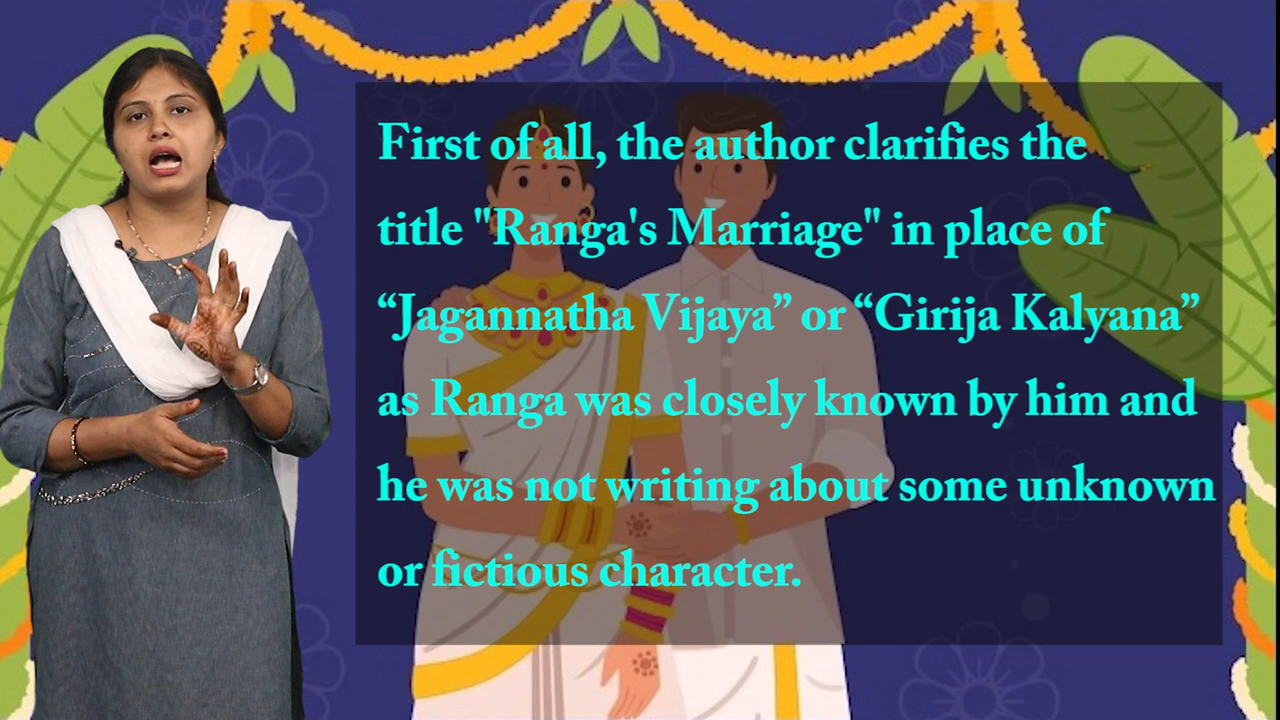 First of all, the author clarifies the
title "Ranga's Marriage" in place of
“Jagannatha Vijaya” or “Girija Kalyana”
as Ranga was closely known by him and
he was not writing about some unknown
or fictious character.